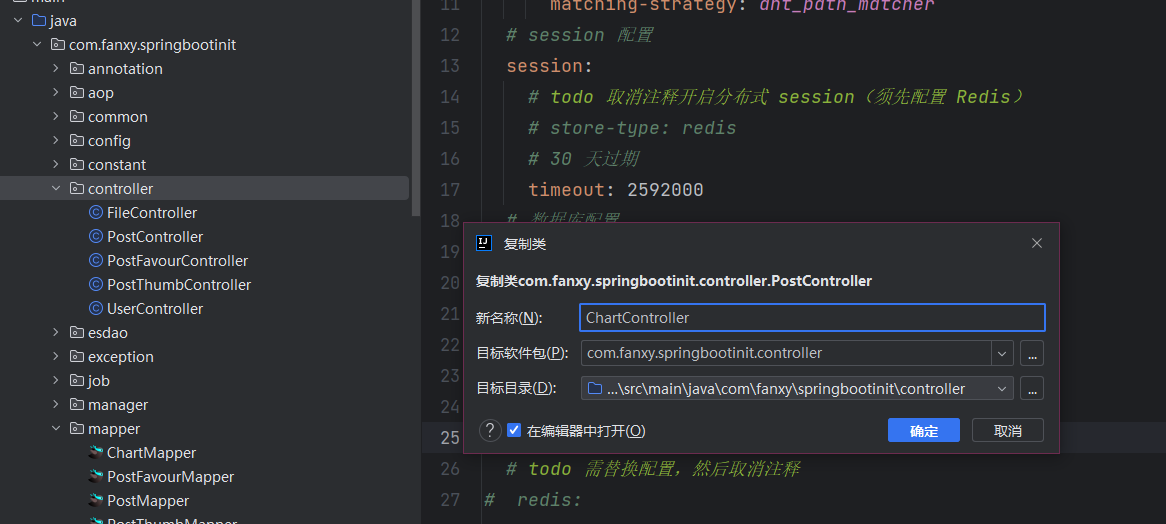 java
com.fanxy.springbootinit
annotation
aop
common
config
constant
controller
FileController
PostController
PostFavourController
PostThumbController
UserController
esdao
exception
job
manager
mapper
ChartMapper
PostFavourMapper
PostMapper
PostThumbMapper
11 matching-strategy: ant_path_matcher
12 # session 配置
13 session:
14 # todo 取消注释开启分布式 session（须先配置 Redis）
15 # store-type: redis
16 # 30 天过期
17 timeout: 2592000
18 # 数据库配置
19
20
21
22
23
24
25
26 # todo 需替换配置，然后取消注释
27 # redis:
复制类
复制类com.fanxy.springbootinit.controller.PostController
新名称(N): ChartController
目标软件包(P): com.fanxy.springbootinit.controller ...
目标目录(D): ...\src\main\java\com\fanxy\springbootinit\controller ...
? 在编辑器中打开(O) 确定 取消